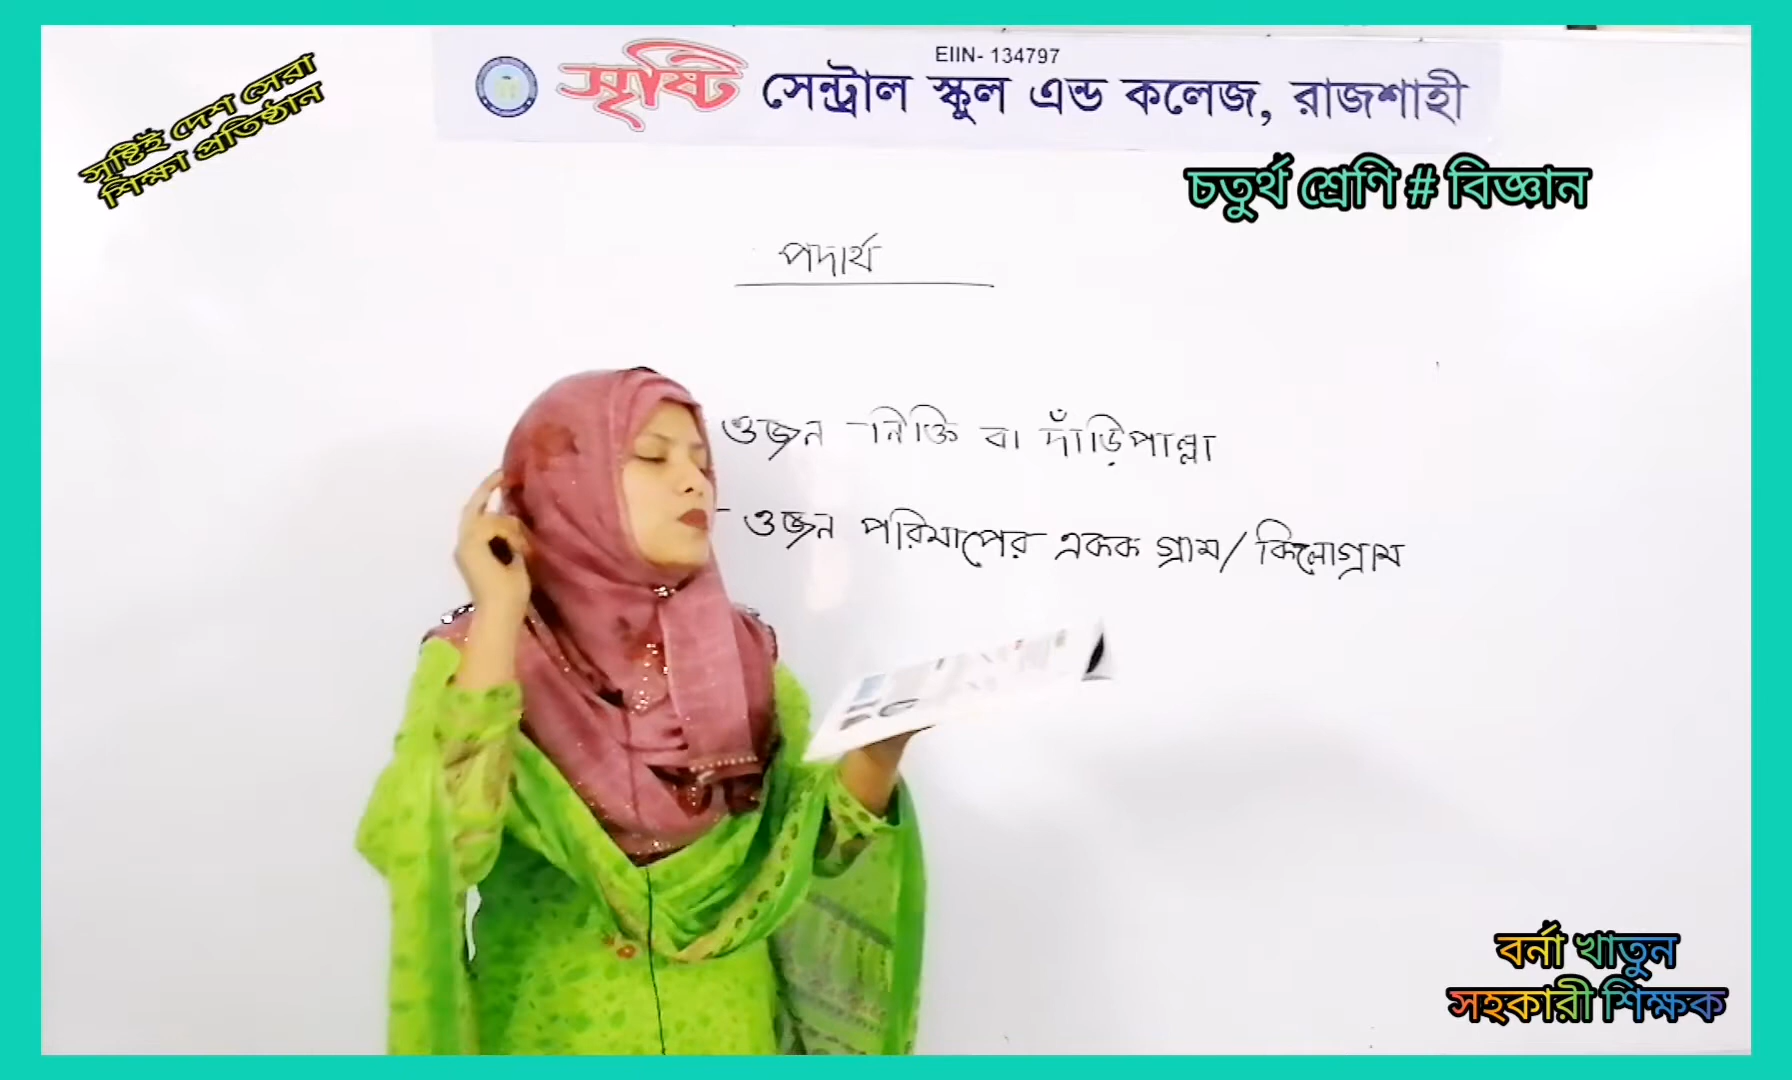 EIIN- 134797
সৃষ্টি সেন্ট্রাল স্কুল এন্ড কলেজ, রাজশাহী
সৃষ্টিই দেশ সেরা
শিক্ষা প্রতিষ্ঠান
চতুর্থ শ্রেণি # বিজ্ঞান
পদার্থ
ওজন - নিক্তি বা দাঁড়িপাল্লা
- ওজন পরিমাপের একক গ্রাম/কিলোগ্রাম
বর্না খাতুন
সহকারী শিক্ষক